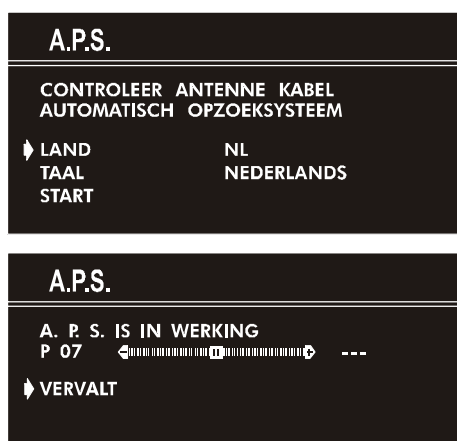 A.P.S.
CONTROLEER ANTENNE KABEL
AUTOMATISCH OPZOEKSYSTEEM
LAND NL
TAAL NEDERLANDS
START
A.P.S.
A. P. S. IS IN WERKING
P 07 ---
VERVALT